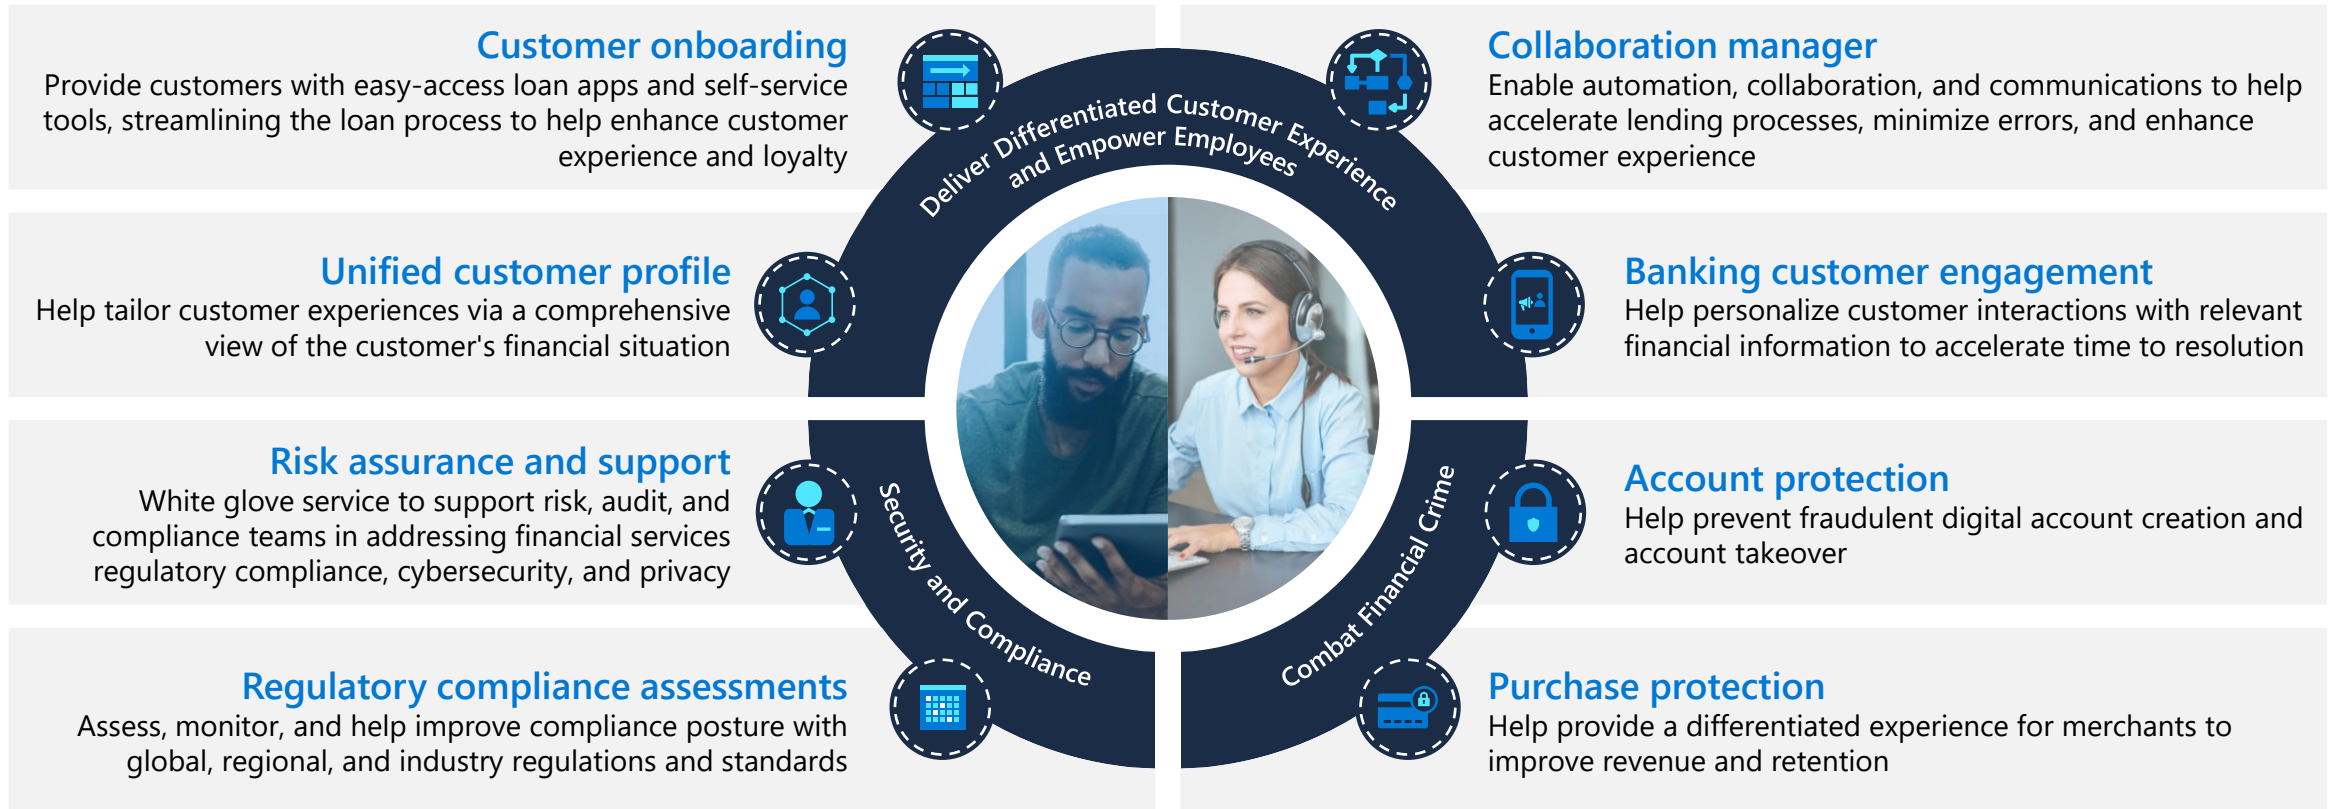 Customer onboarding
Provide customers with easy-access loan apps and self-service
tools, streamlining the loan process to help enhance customer
experience and loyalty
Unified customer profile
Help tailor customer experiences via a comprehensive
view of the customer's financial situation
Risk assurance and support
White glove service to support risk, audit, and
compliance teams in addressing financial services
regulatory compliance, cybersecurity, and privacy
Regulatory compliance assessments
Assess, monitor, and help improve compliance posture with
global, regional, and industry regulations and standards
Deliver Differentiated Customer Experience
and Empower Employees
Security and Compliance
Combat Financial Crime
Collaboration manager
Enable automation, collaboration, and communications to help
accelerate lending processes, minimize errors, and enhance
customer experience
Banking customer engagement
Help personalize customer interactions with relevant
financial information to accelerate time to resolution
Account protection
Help prevent fraudulent digital account creation and
account takeover
Purchase protection
Help provide a differentiated experience for merchants to
improve revenue and retention